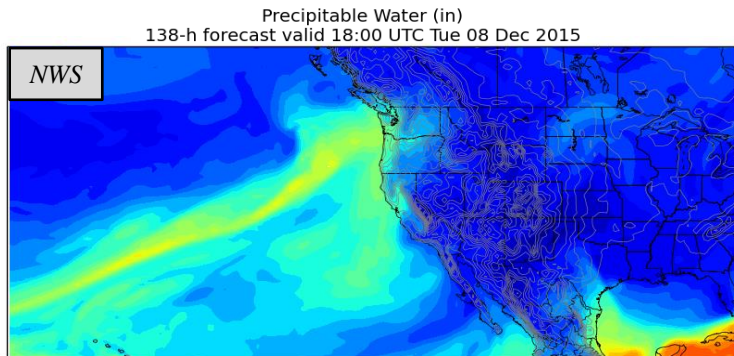 Precipitable Water (in)
138-h forecast valid 18:00 UTC Tue 08 Dec 2015
NWS